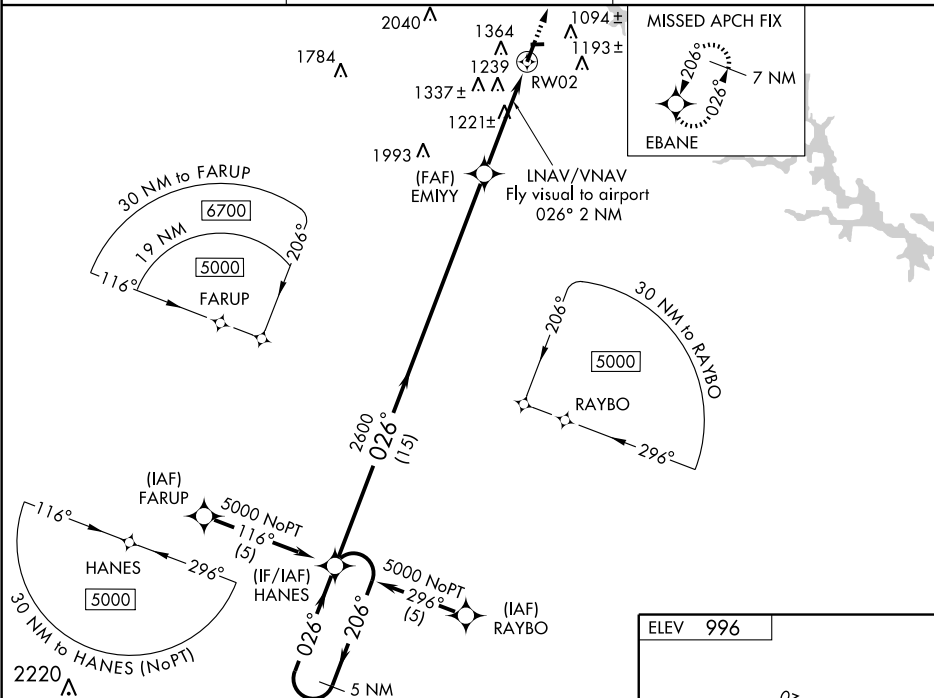 2040
1364
1094 ±
1784
1193 ±
1239
1337 ±
RW02
1221±
1993
(FAF)
EMIYY
LNAV/VNAV
Fly visual to airport
026° 2 NM
MISSED APCH FIX
206°
026°
7 NM
EBANE
30 NM to FARUP
6700
19 NM
206°
5000
116°
FARUP
30 NM to RAYBO
206°
5000
RAYBO
296°
2600
026°
(15)
(IAF)
FARUP
5000 NoPT
116°
(5)
116°
HANES
296°
5000
30 NM to HANES (NoPT)
(IF/IAF)
HANES
5000 NoPT
296°
(5)
(IAF)
RAYBO
026°
206°
5 NM
2220
ELEV 996